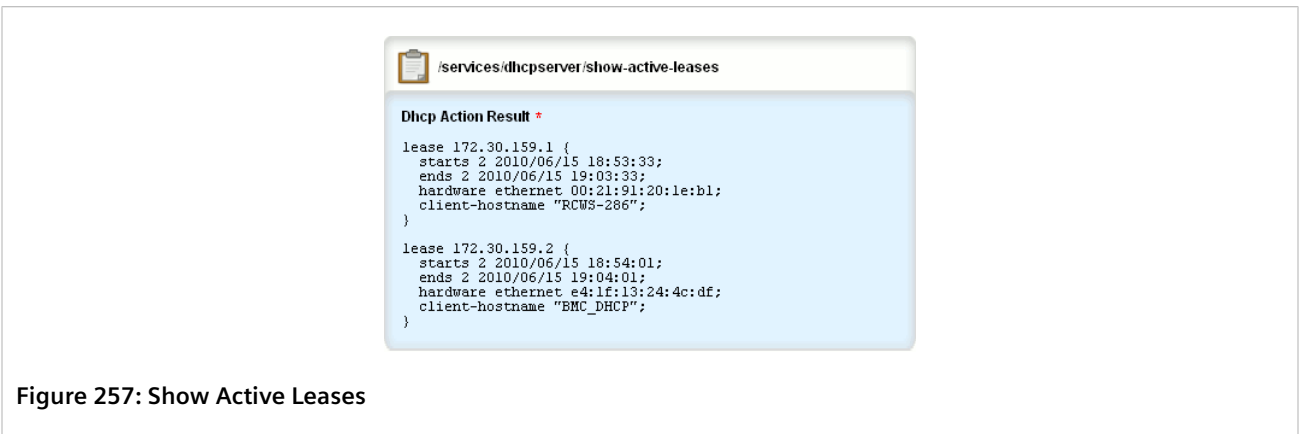 /services/dhcpserver/show-active-leases
Dhcp Action Result *
lease 172.30.159.1 {
  starts 2 2010/06/15 18:53:33;
  ends 2 2010/06/15 19:03:33;
  hardware ethernet 00:21:91:20:1e:b1;
  client-hostname "RCWS-286";
}
lease 172.30.159.2 {
  starts 2 2010/06/15 18:54:01;
  ends 2 2010/06/15 19:04:01;
  hardware ethernet e4:1f:13:24:4c:df;
  client-hostname "BMC_DHCP";
}
Figure 257: Show Active Leases